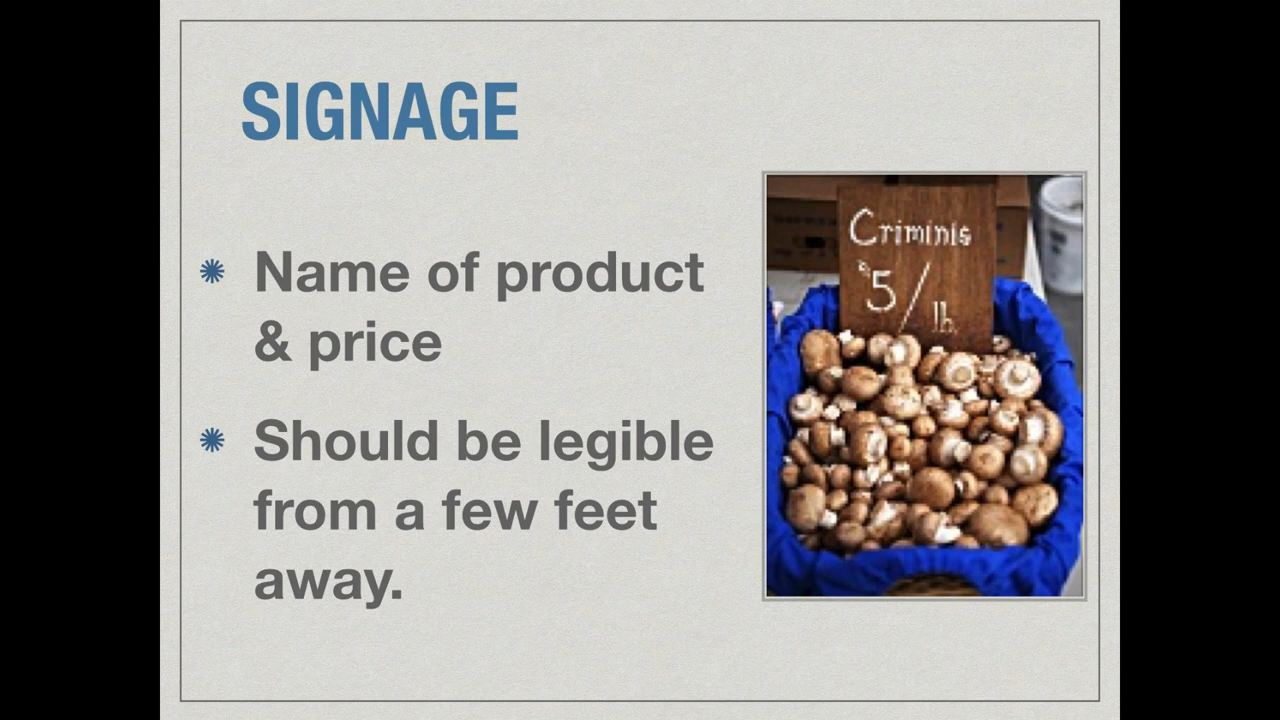 SIGNAGE
Name of product
& price
Should be legible
from a few feet
away.
Criminis
$5/lb.